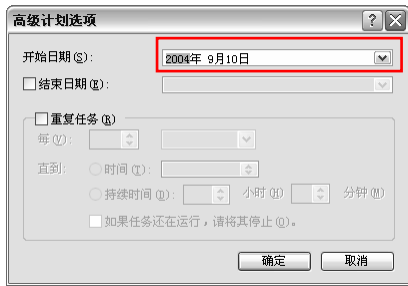 高级计划选项
开始日期(S): 2004年 9月10日
结束日期(E):
重复任务(R)
每(V):
直到: 时间(T):
持续时间(D): 小时(H) 分钟(M)
如果任务还在运行，请将其停止(O)。
确定 取消